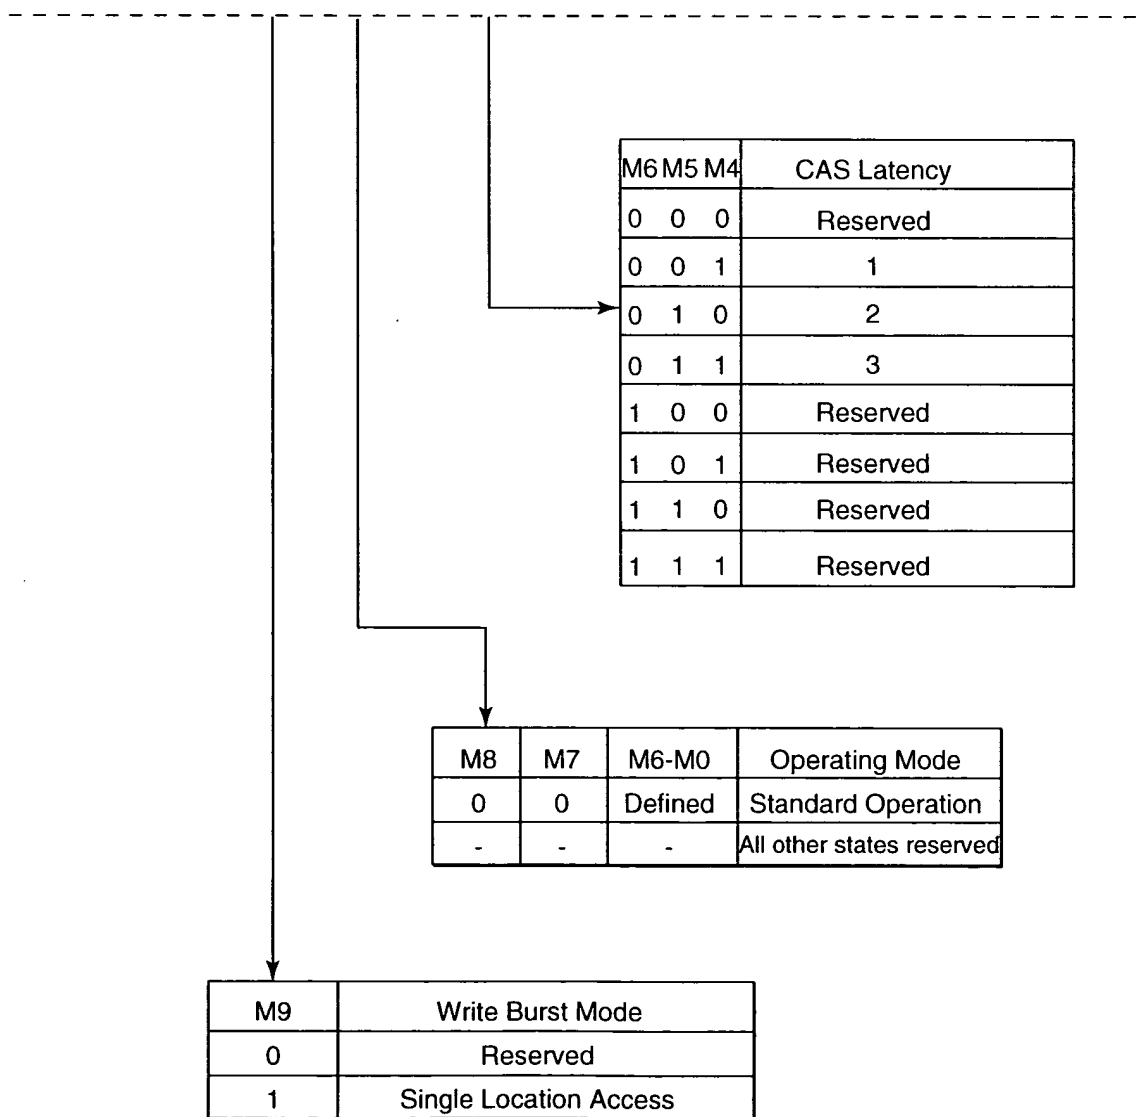 M6 M5 M4 CAS Latency
0 0 0 Reserved
0 0 1 1
0 1 0 2
0 1 1 3
1 0 0 Reserved
1 0 1 Reserved
1 1 0 Reserved
1 1 1 Reserved
M8 M7 M6-M0 Operating Mode
0 0 Defined Standard Operation
- - - All other states reserved
M9 Write Burst Mode
0 Reserved
1 Single Location Access